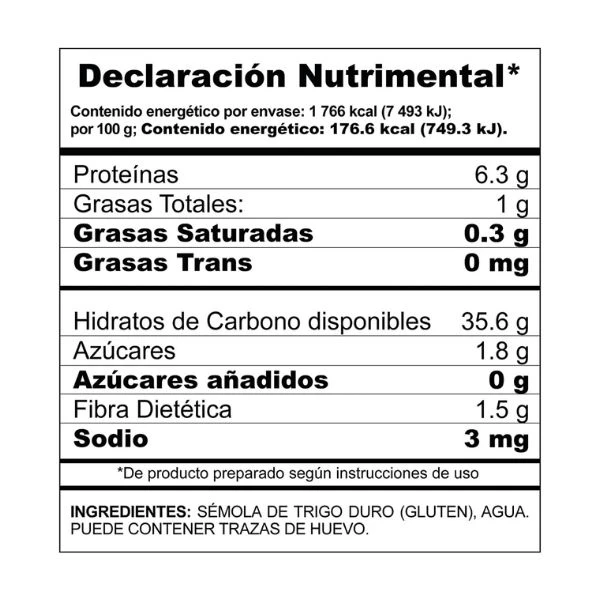 Declaración Nutrimental*
Contenido energético por envase: 1 766 kcal (7 493 kJ);
por 100 g; Contenido energético: 176.6 kcal (749.3 kJ).
Proteínas 6.3 g
Grasas Totales: 1 g
Grasas Saturadas 0.3 g
Grasas Trans 0 mg
Hidratos de Carbono disponibles 35.6 g
Azúcares 1.8 g
Azúcares añadidos 0 g
Fibra Dietética 1.5 g
Sodio 3 mg
*De producto preparado según instrucciones de uso
INGREDIENTES: SÉMOLA DE TRIGO DURO (GLUTEN), AGUA.
PUEDE CONTENER TRAZAS DE HUEVO.